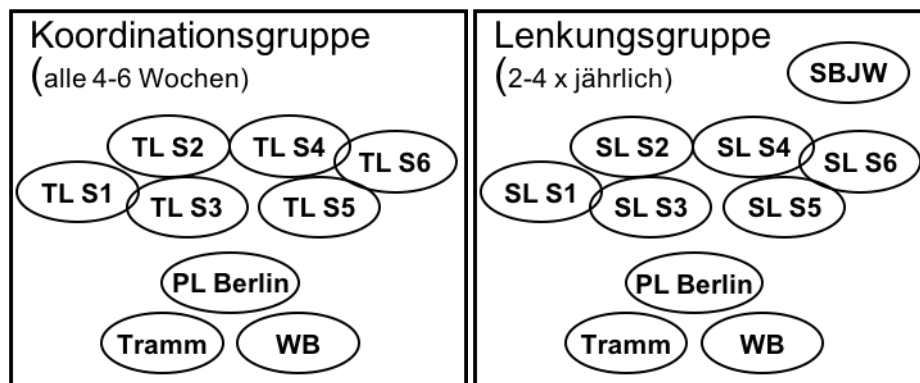 Koordinationsgruppe
(alle 4-6 Wochen)
TL S2
TL S4
TL S6
TL S1
TL S3
TL S5
PL Berlin
Tramm
WB
Lenkungsgruppe
(2-4 x jährlich)
SBJW
SL S2
SL S4
SL S6
SL S1
SL S3
SL S5
PL Berlin
Tramm
WB